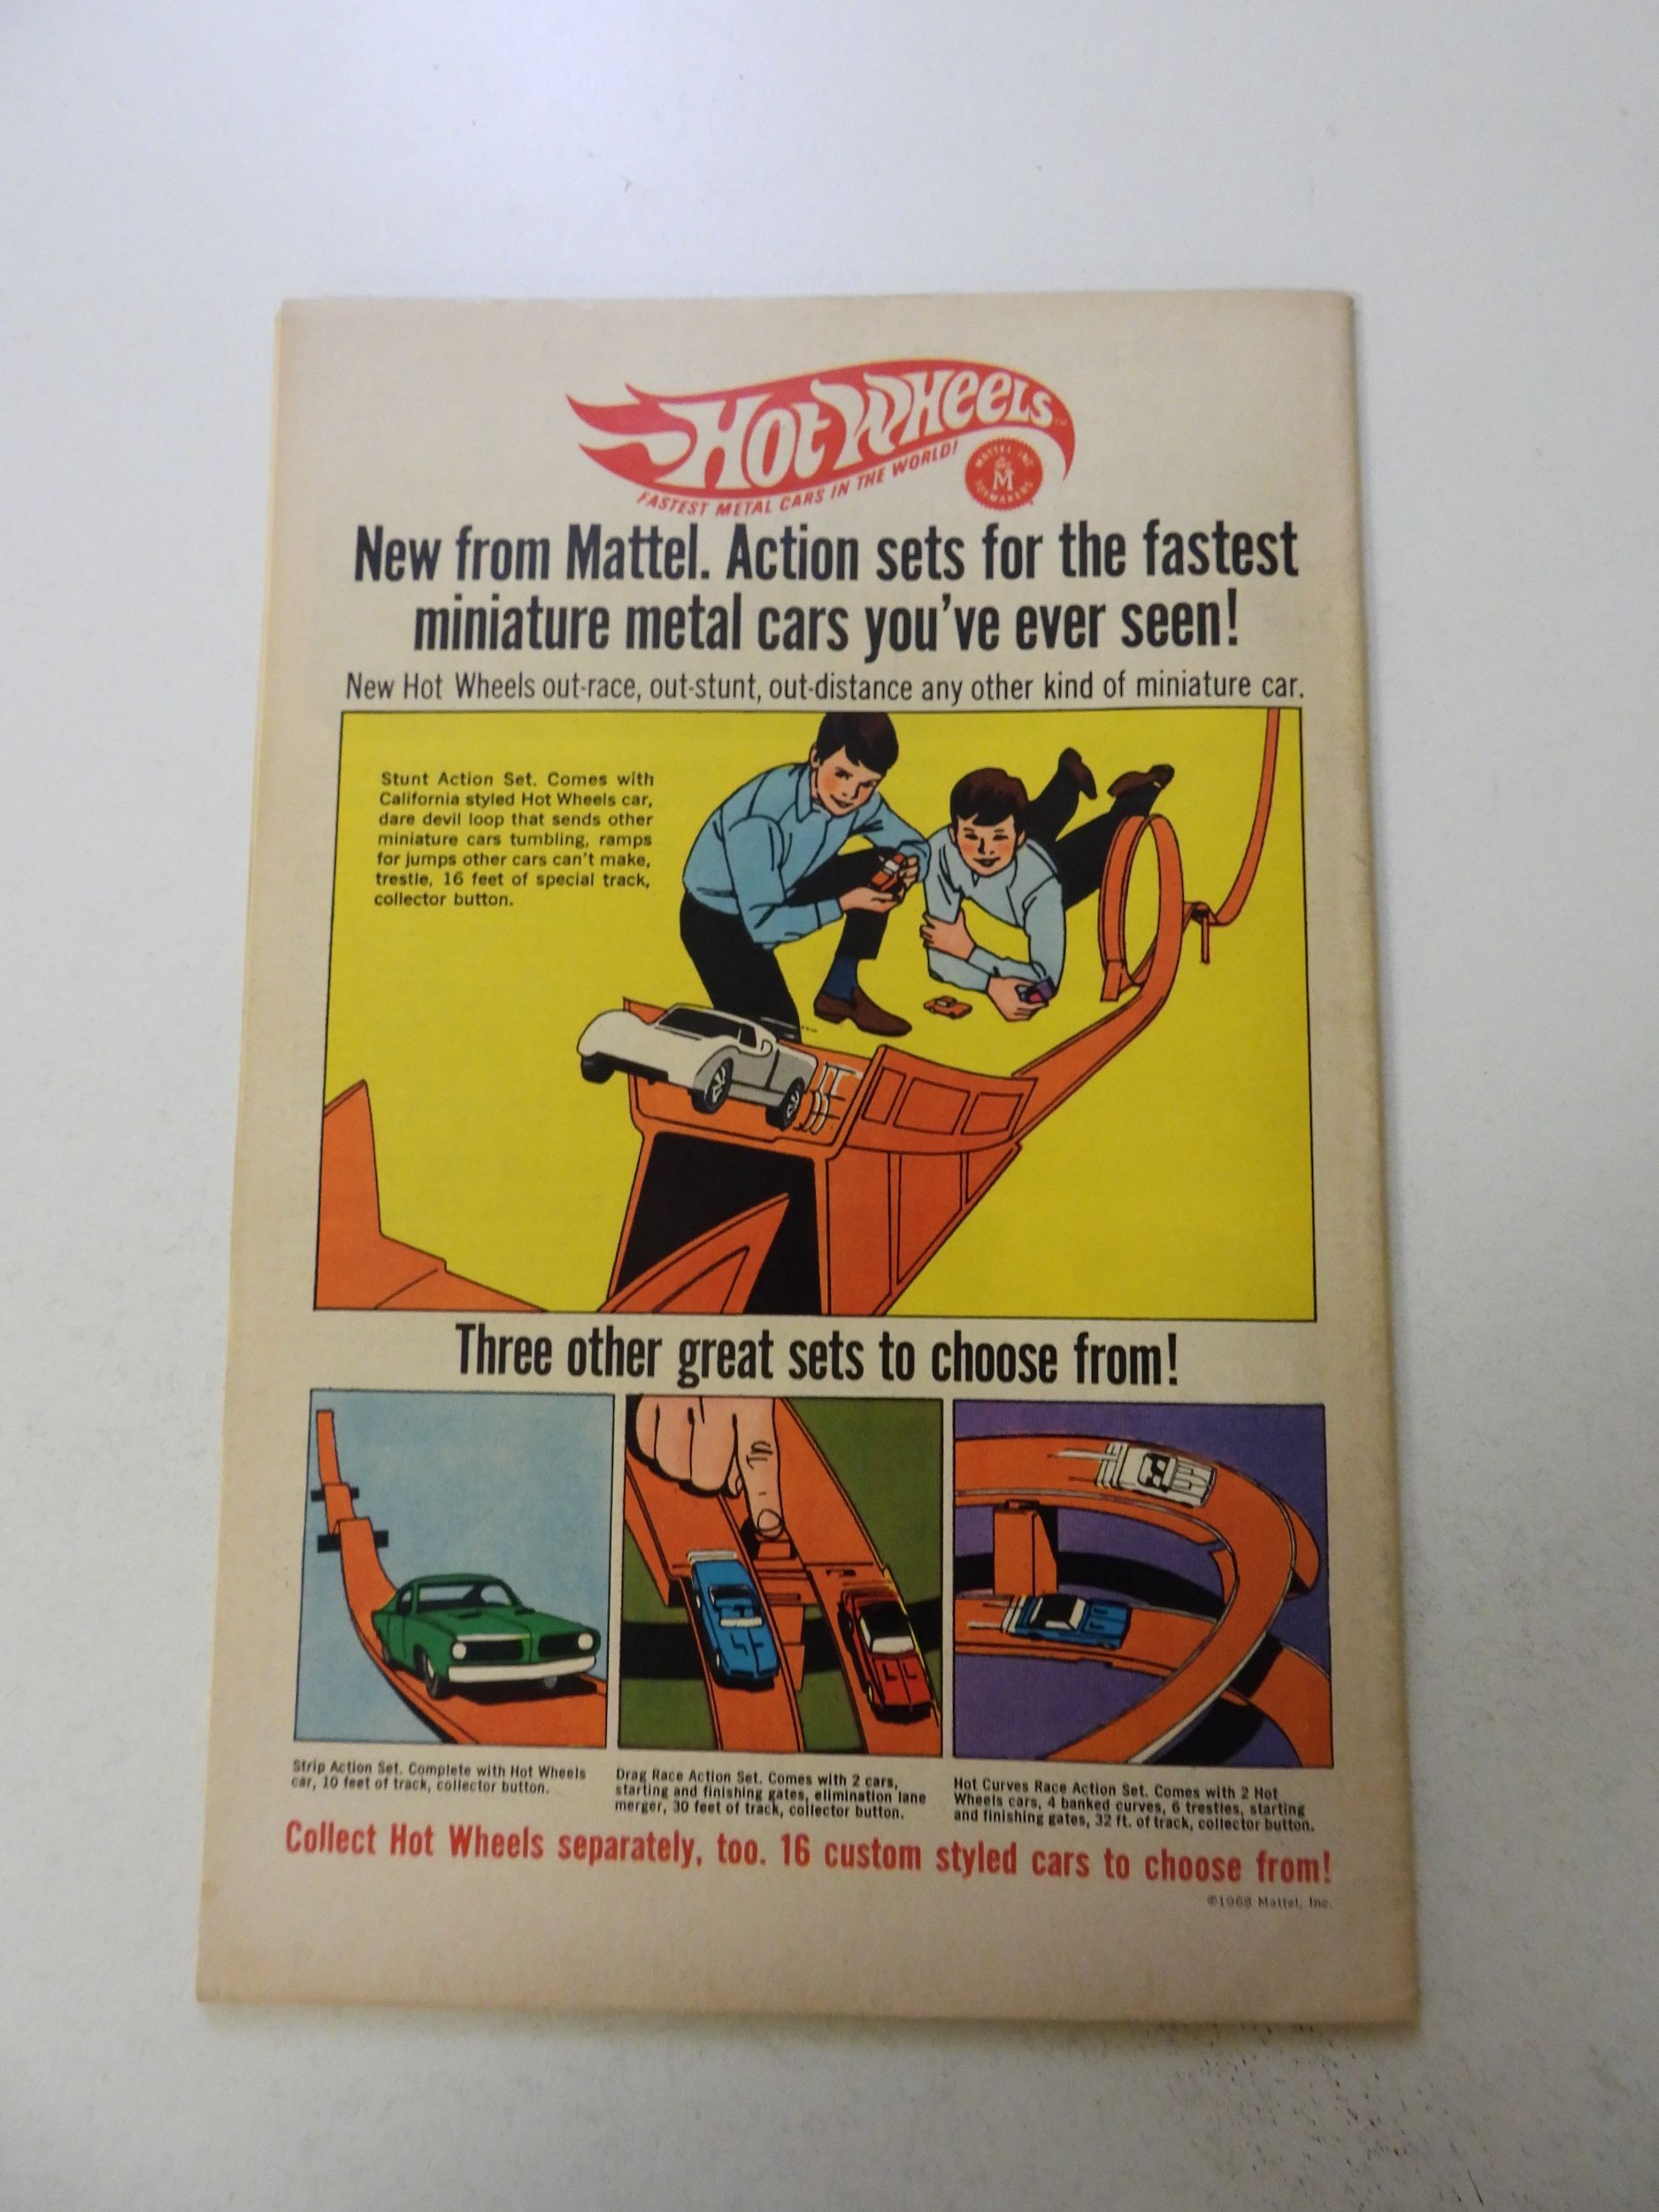 Hot Wheels™
FASTEST METAL CARS IN THE WORLD!
MATTEL INC.
M
TOYMAKERS
New from Mattel. Action sets for the fastest
miniature metal cars you've ever seen!
New Hot Wheels out-race, out-stunt, out-distance any other kind of miniature car.
Stunt Action Set. Comes with
California styled Hot Wheels car,
dare devil loop that sends other
miniature cars tumbling, ramps
for jumps other cars can't make,
trestle, 16 feet of special track,
collector button.
Three other great sets to choose from!
Strip Action Set. Complete with Hot Wheels
car, 10 feet of track, collector button.
Drag Race Action Set. Comes with 2 cars,
starting and finishing gates, elimination lane
merger, 30 feet of track, collector button.
Hot Curves Race Action Set. Comes with 2 Hot
Wheels cars, 4 banked curves, 6 trestles, starting
and finishing gates, 32 ft. of track, collector button.
Collect Hot Wheels separately, too. 16 custom styled cars to choose from!
©1968 Mattel, Inc.